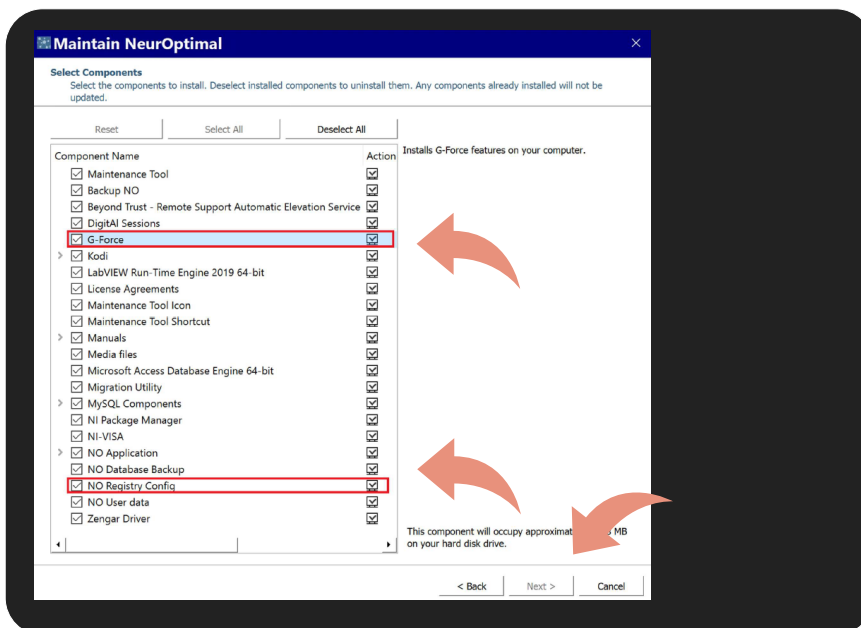 Maintain NeurOptimal
Select Components
Select the components to install. Deselect installed components to uninstall them. Any components already installed will not be
updated.
Reset Select All Deselect All
Component Name Action
Installs G-Force features on your computer.
Maintenance Tool
Backup NO
Beyond Trust - Remote Support Automatic Elevation Service
DigitAl Sessions
G-Force
Kodi
LabVIEW Run-Time Engine 2019 64-bit
License Agreements
Maintenance Tool Icon
Maintenance Tool Shortcut
Manuals
Media files
Microsoft Access Database Engine 64-bit
Migration Utility
MySQL Components
NI Package Manager
NI-VISA
NO Application
NO Database Backup
NO Registry Config
NO User data
Zengar Driver
This component will occupy MB
on your hard disk drive.
< Back Next > Cancel